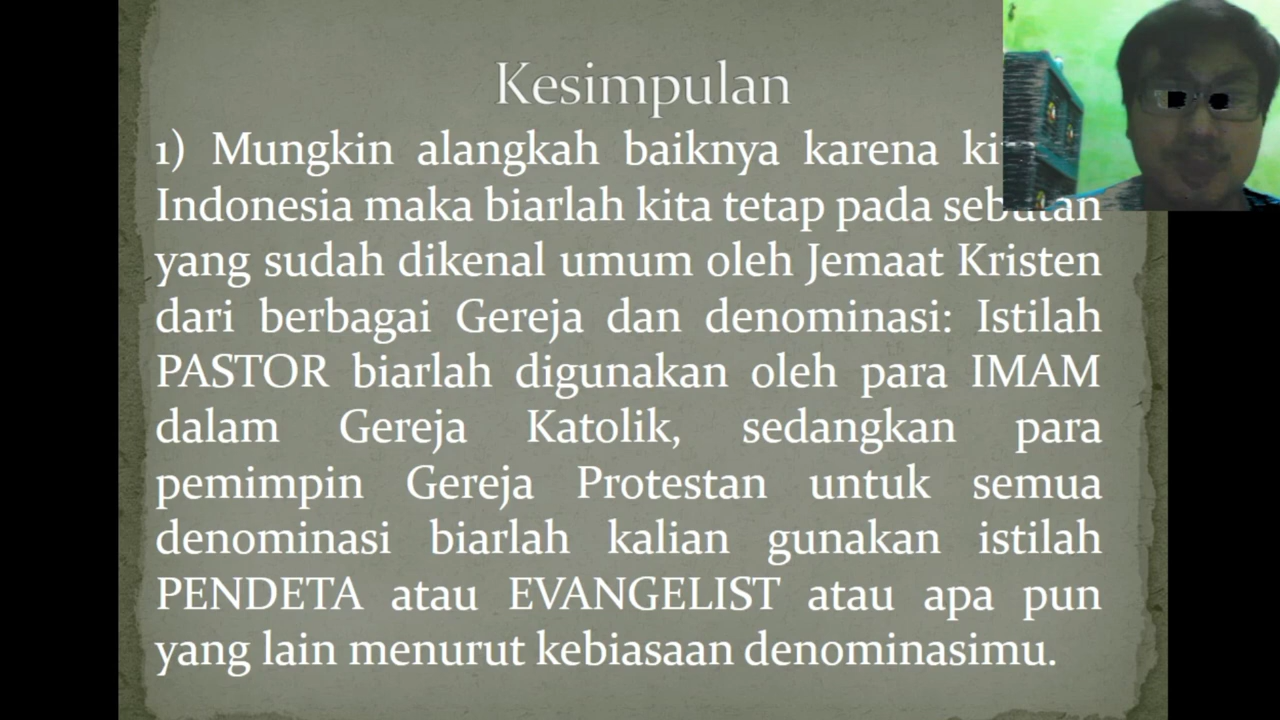 Kesimpulan
1) Mungkin alangkah baiknya karena
Indonesia maka biarlah kita tetap pada sebutan
yang sudah dikenal umum oleh Jemaat Kristen
dari berbagai Gereja dan denominasi: Istilah
PASTOR biarlah digunakan oleh para IMAM
dalam Gereja Katolik, sedangkan para
pemimpin Gereja Protestan untuk semua
denominasi biarlah kalian gunakan istilah
PENDETA atau EVANGELIST atau apa pun
yang lain menurut kebiasaan denominasimu.